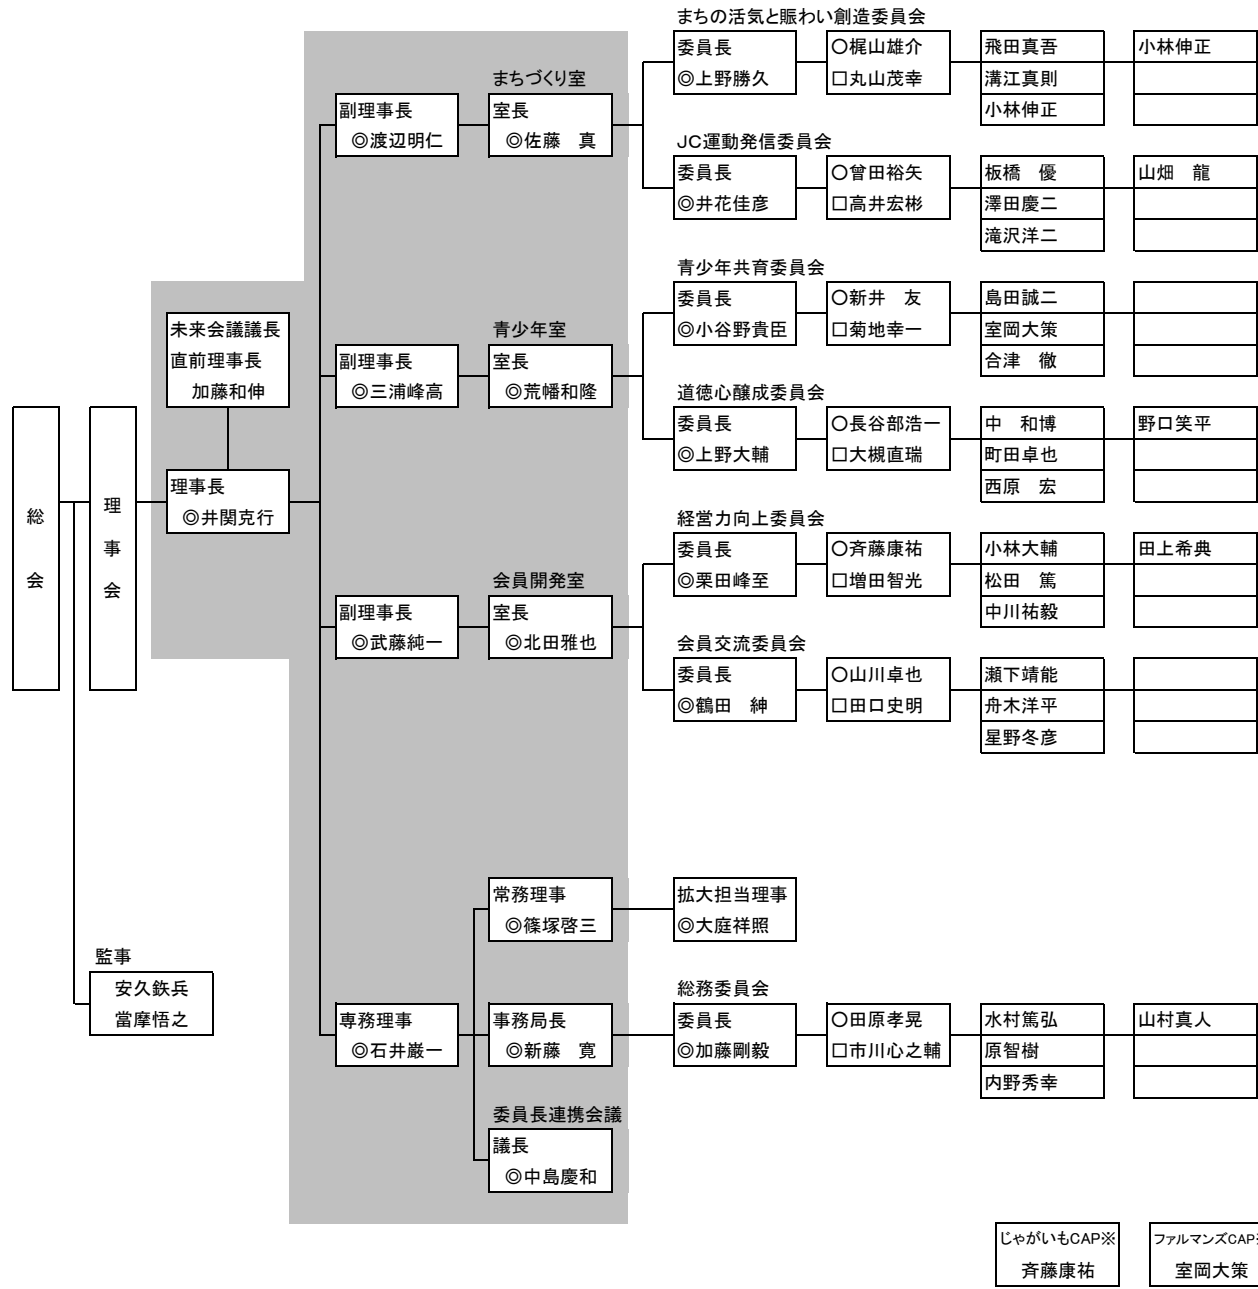 まちの活気と賑わい創造委員会
委員長
◎上野勝久
〇梶山雄介
□丸山茂幸
飛田真吾
溝江真則
小林伸正
小林伸正
まちづくり室
副理事長
◎渡辺明仁
室長
◎佐藤　真
JC運動発信委員会
委員長
◎井花佳彦
〇曾田裕矢
□高井宏彬
板橋　優
澤田慶二
滝沢洋二
山畑　龍
青少年共育委員会
委員長
◎小谷野貴臣
〇新井　友
□菊地幸一
島田誠二
室岡大策
合津　徹
未来会議議長
直前理事長
加藤和伸
青少年室
副理事長
◎三浦峰高
室長
◎荒幡和隆
道徳心醸成委員会
委員長
◎上野大輔
〇長谷部浩一
□大槻直瑞
中　和博
町田卓也
西原　宏
野口笑平
総会
理事会
理事長
◎井関克行
経営力向上委員会
委員長
◎栗田峰至
〇斉藤康祐
□増田智光
小林大輔
松田　篤
中川祐毅
田上希典
会員開発室
副理事長
◎武藤純一
室長
◎北田雅也
会員交流委員会
委員長
◎鶴田　紳
〇山川卓也
□田口史明
瀬下靖能
舟木洋平
星野冬彦
常務理事
◎篠塚啓三
拡大担当理事
◎大庭祥照
監事
安久鉄兵
當摩悟之
総務委員会
専務理事
◎石井巌一
事務局長
◎新藤　寛
委員長
◎加藤剛毅
〇田原孝晃
□市川心之輔
水村篤弘
原智樹
内野秀幸
山村真人
委員長連携会議
議長
◎中島慶和
じゃがいもCAP※
斉藤康祐
ファルマンズCAP
室岡大策